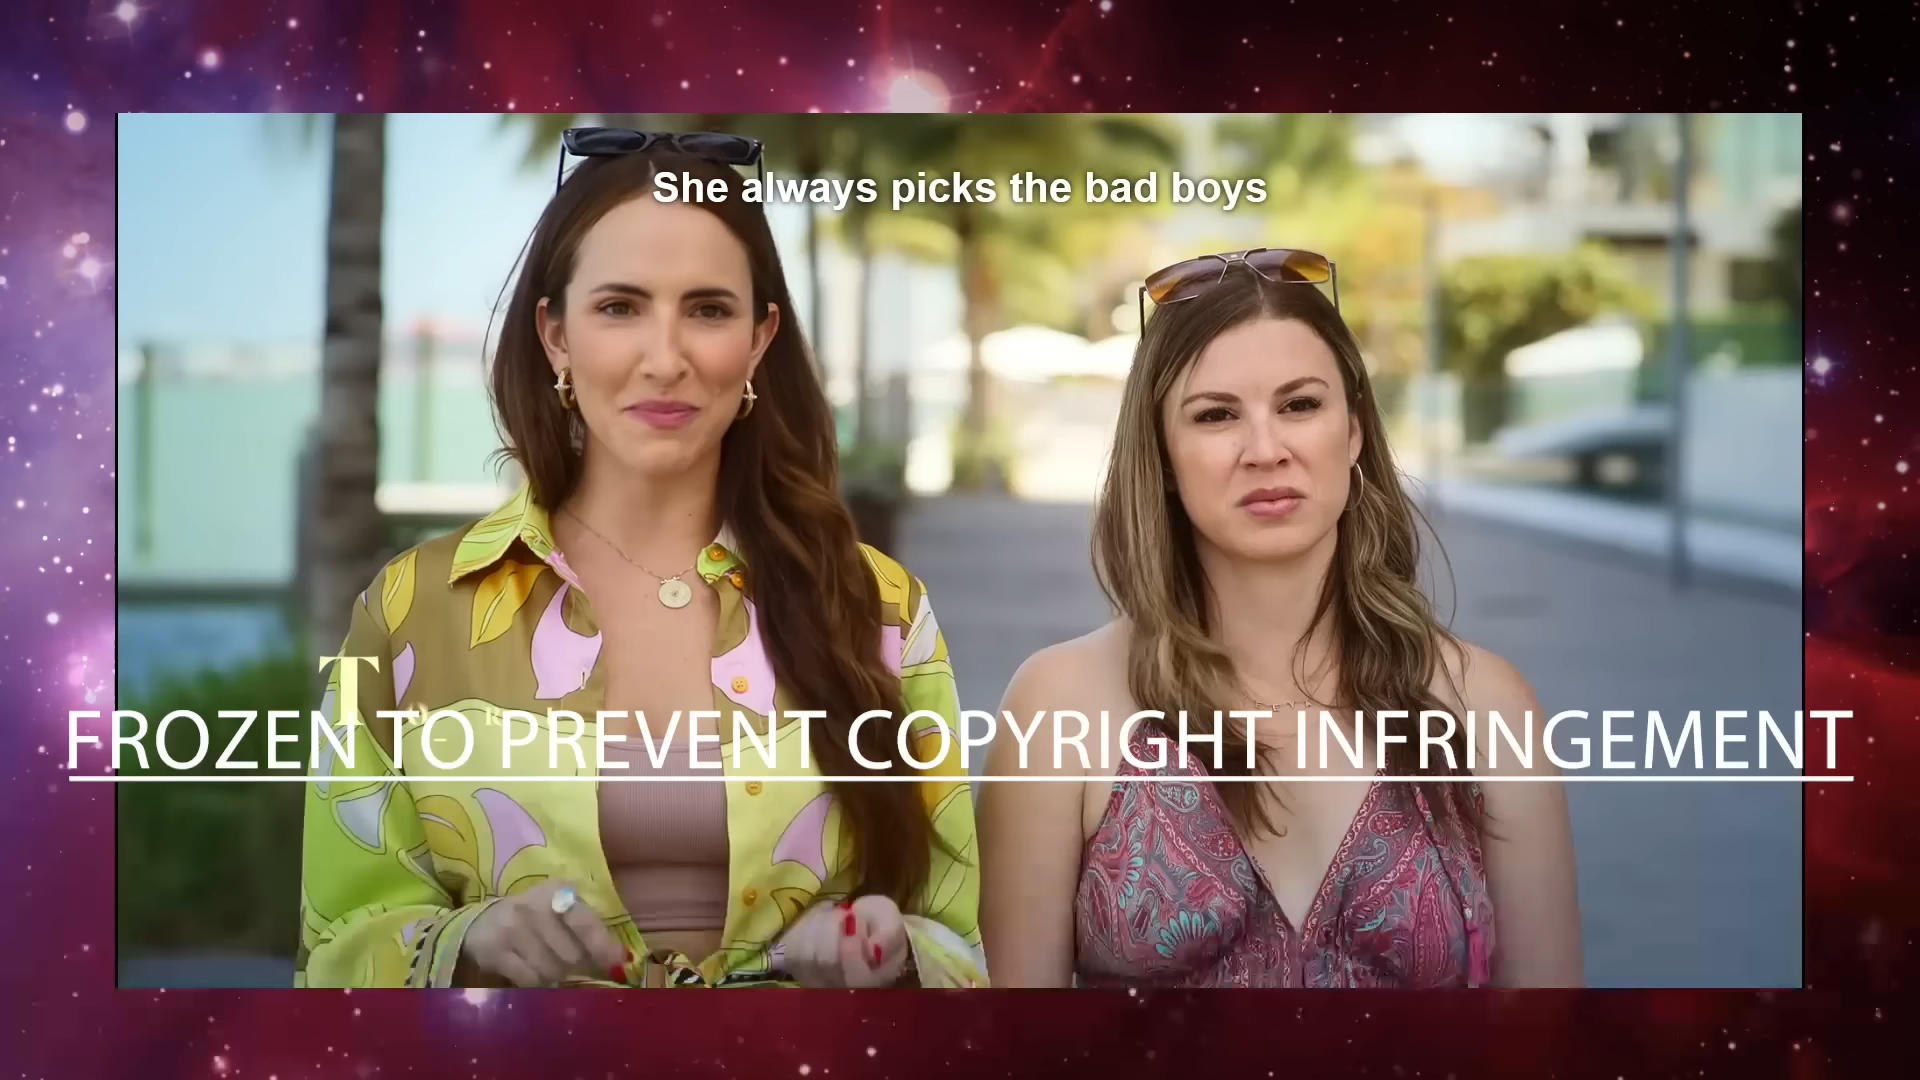 She always picks the bad boys
FROZEN TO PREVENT COPYRIGHT INFRINGEMENT